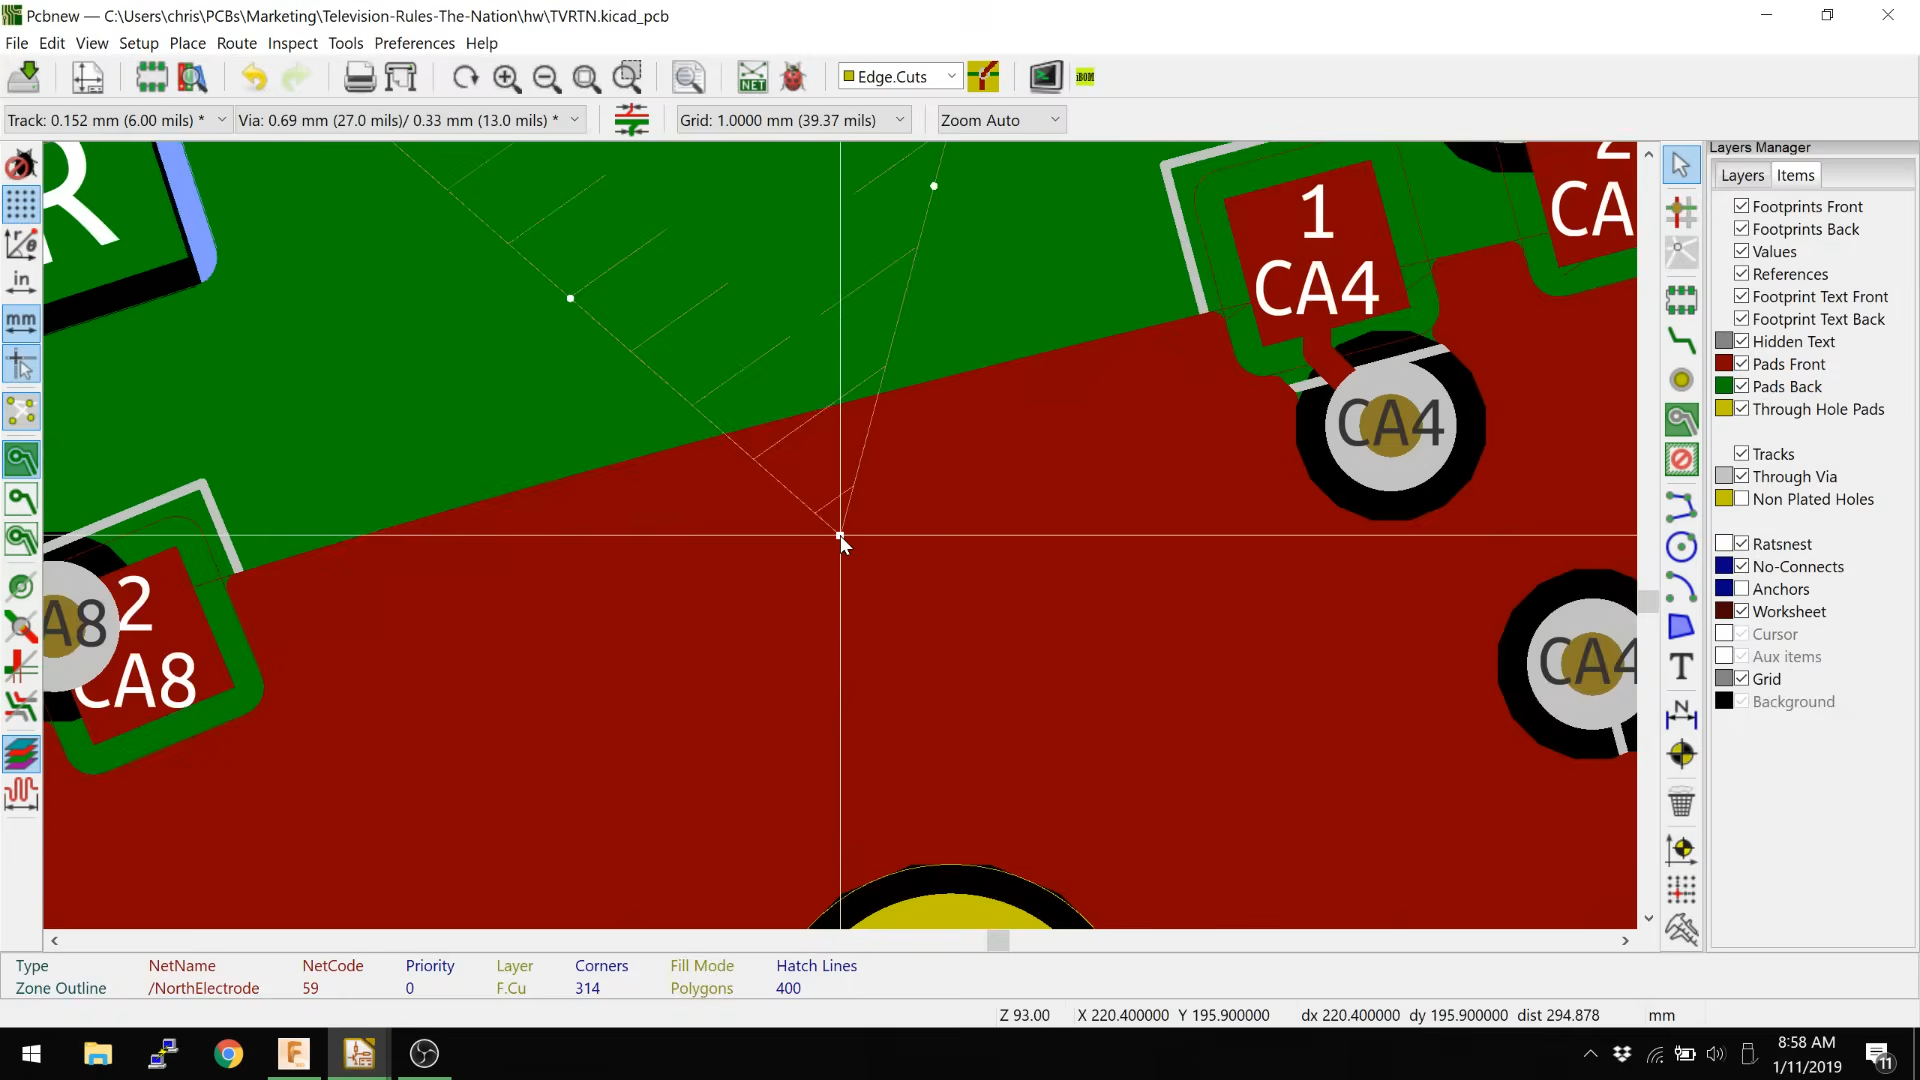 Pcbnew — C:\Users\chris\PCBs\Marketing\Television-Rules-The-Nation\hw\TVRTN.kicad_pcb
File Edit View Setup Place Route Inspect Tools Preferences Help
NET
Edge.Cuts
iBOM
Track: 0.152 mm (6.00 mils) *
Via: 0.69 mm (27.0 mils)/ 0.33 mm (13.0 mils) *
Grid: 1.0000 mm (39.37 mils)
Zoom Auto
in
mm
R
1
CA4
2
CA
CA4
CA4
2
CA8
A8
T
N
Layers Manager
Layers
Items
Footprints Front
Footprints Back
Values
References
Footprint Text Front
Footprint Text Back
Hidden Text
Pads Front
Pads Back
Through Hole Pads
Tracks
Through Via
Non Plated Holes
Ratsnest
No-Connects
Anchors
Worksheet
Cursor
Aux items
Grid
Background
Type NetName NetCode Priority Layer Corners Fill Mode Hatch Lines
Zone Outline /NorthElectrode 59 0 F.Cu 314 Polygons 400
Z 93.00 X 220.400000 Y 195.900000 dx 220.400000 dy 195.900000 dist 294.878 mm
8:58 AM
1/11/2019
11